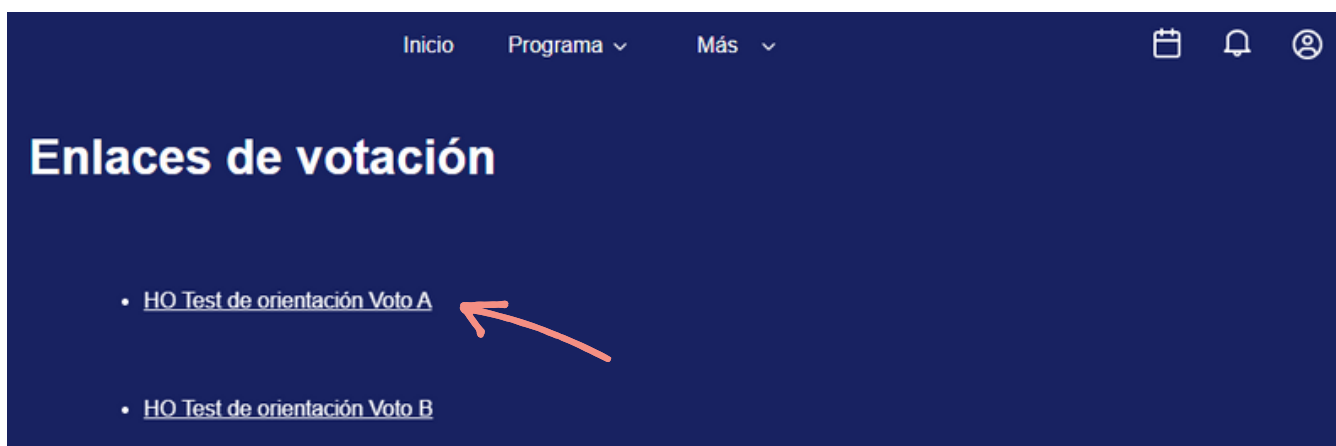 Inicio Programa Más
Enlaces de votación
HO Test de orientación Voto A
HO Test de orientación Voto B